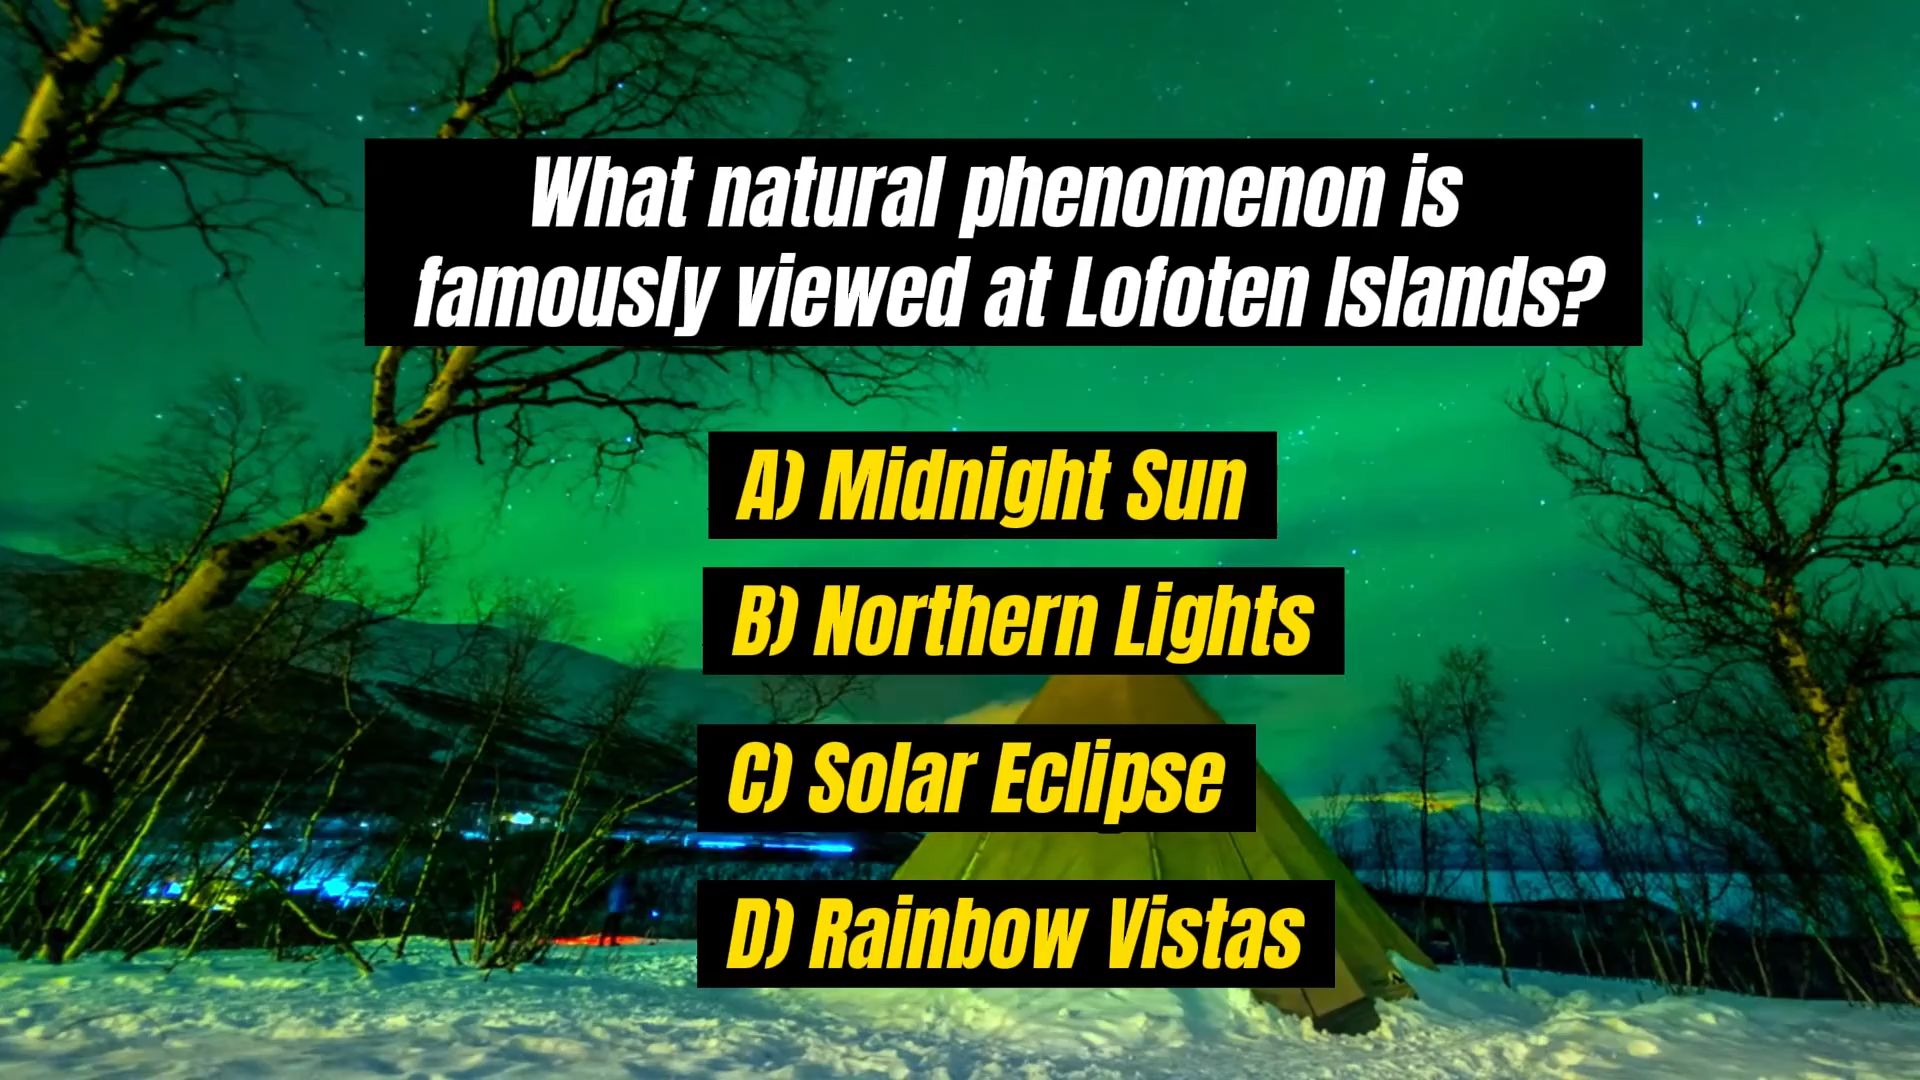 What natural phenomenon is
famously viewed at Lofoten Islands?
A) Midnight Sun
B) Northern Lights
C) Solar Eclipse
D) Rainbow Vistas